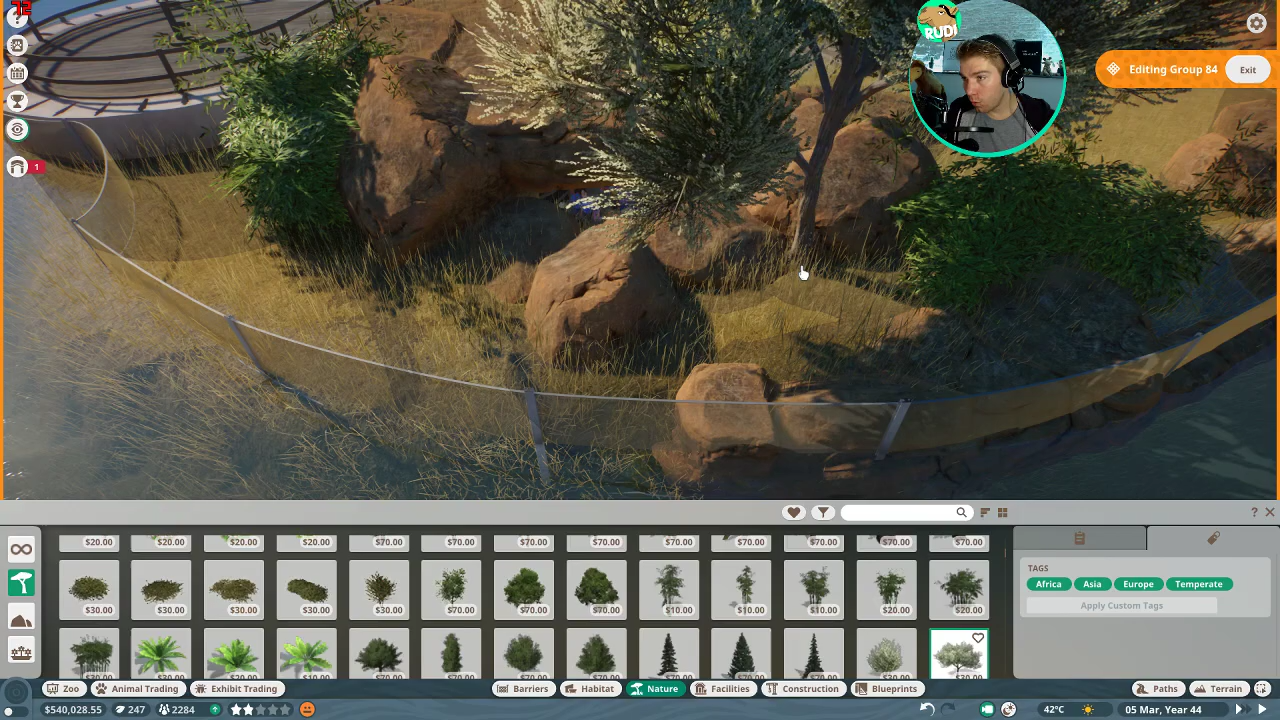 12
?
RUDI
Editing Group 84 Exit
1
? 
$20.00 $20.00 $20.00 $20.00 $70.00 $70.00 $70.00 $70.00 $70.00 $70.00 $70.00 $70.00 $70.00
$30.00 $30.00 $30.00 $30.00 $30.00 $70.00 $70.00 $70.00 $10.00 $10.00 $10.00 $20.00 $20.00
TAGS
Africa Asia Europe Temperate
Apply Custom Tags
Zoo Animal Trading Exhibit Trading Barriers Habitat Nature Facilities Construction Blueprints Paths Terrain
$540,028.55 247 2284 42°C 05 Mar, Year 44